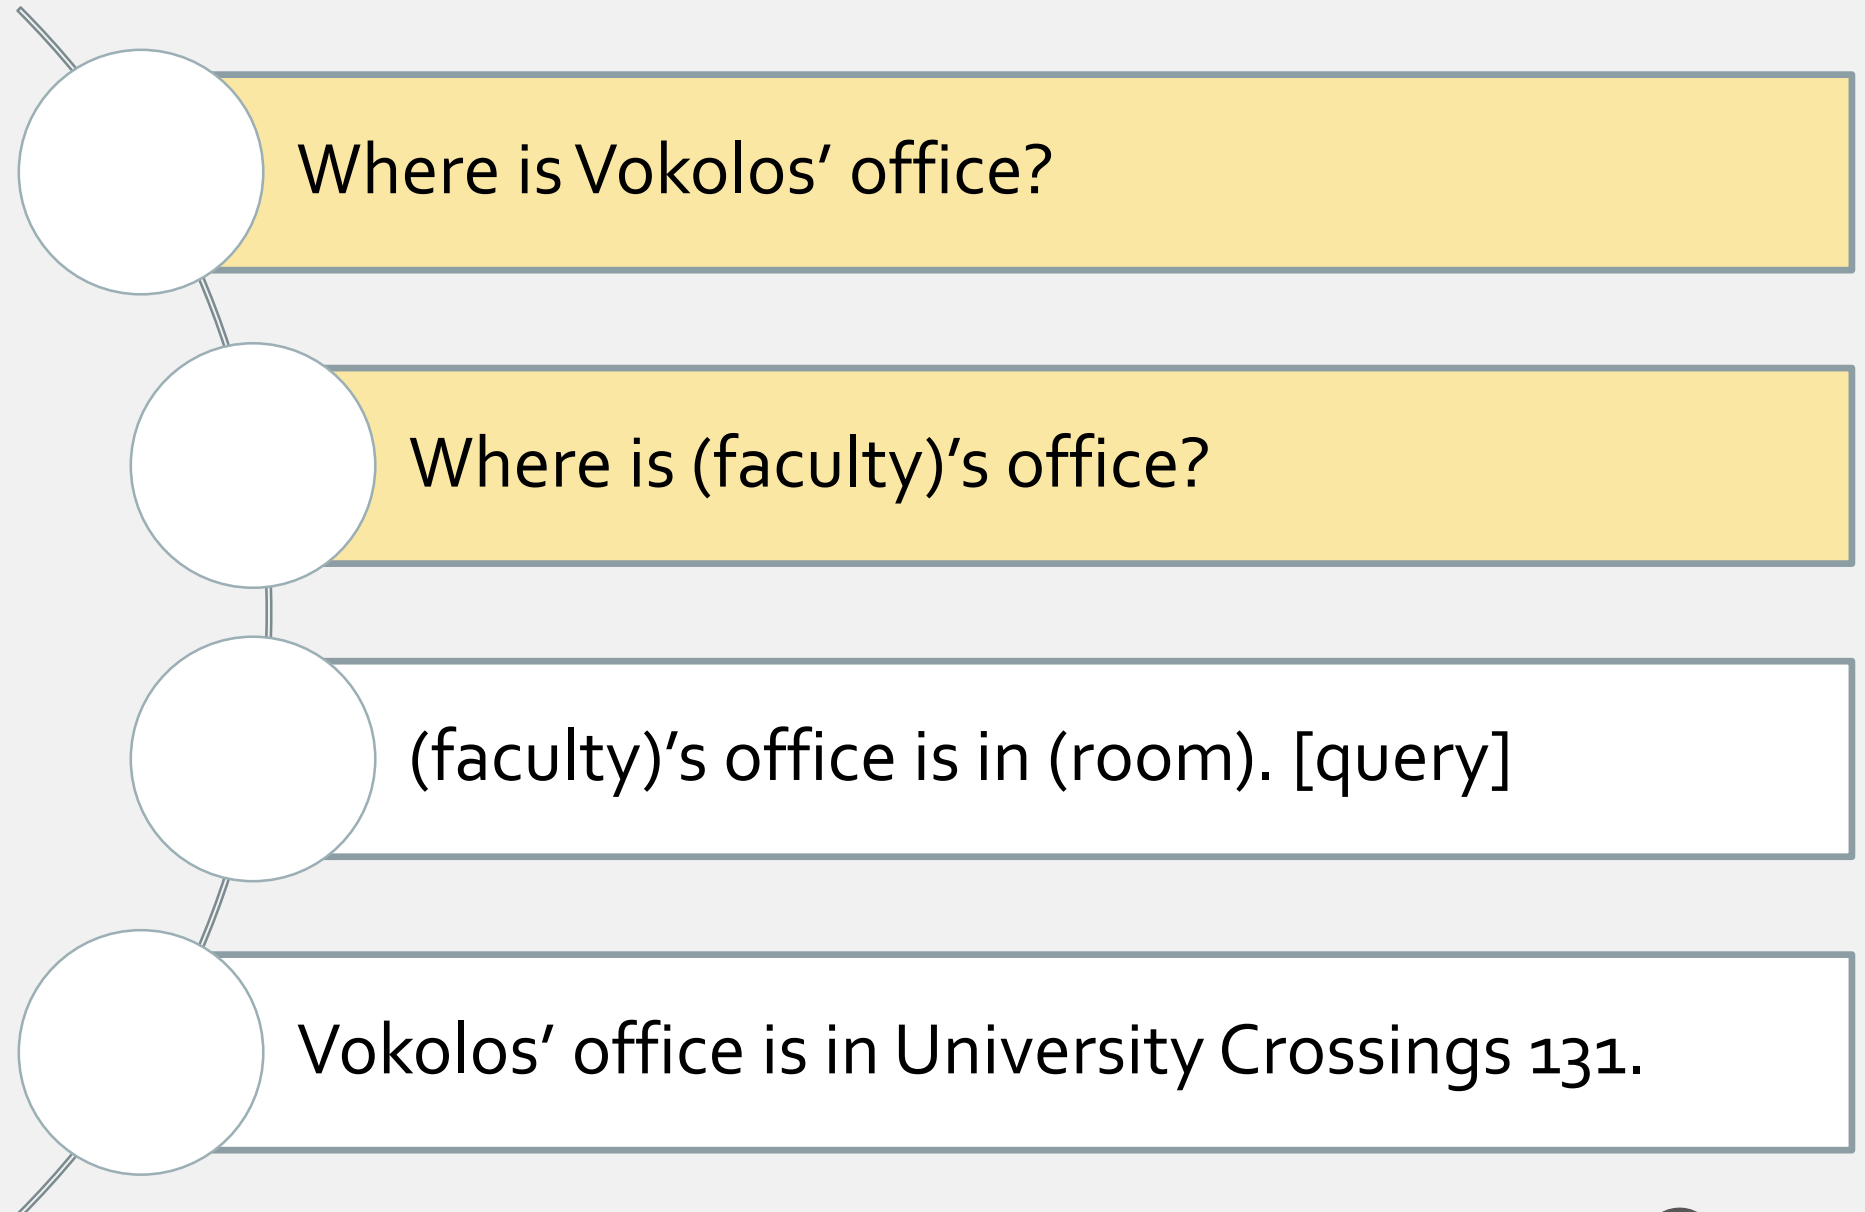 Where is Vokolos’ office?
Where is (faculty)’s office?
(faculty)’s office is in (room). [query]
Vokolos’ office is in University Crossings 131.